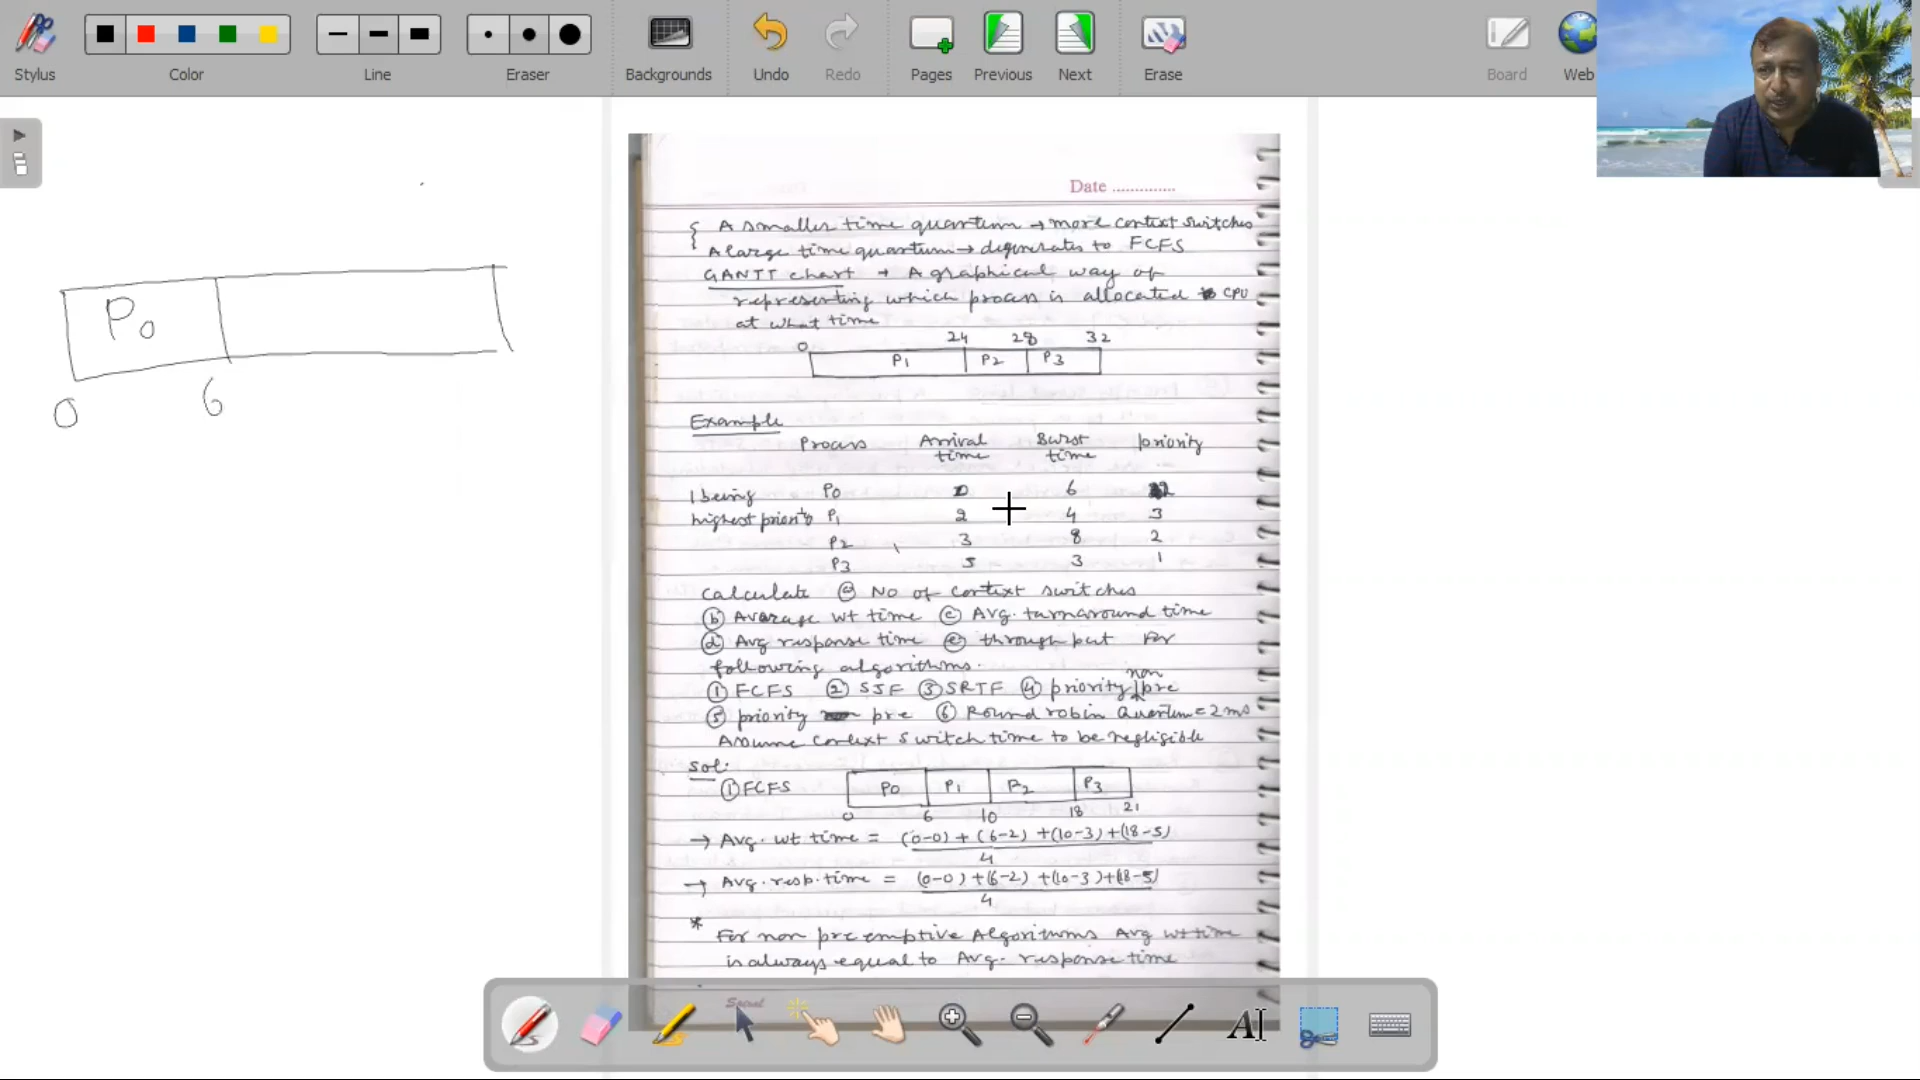 Stylus
Color
Line
Eraser
Backgrounds
Undo
Redo
Pages
Previous
Next
Erase
Board
Web
P0
0 6
Date ..............
{ A smaller time quantum → more context switches
A large time quantum → degenerates to FCFS
GANTT chart → A graphical way of
representing which process is allocated to CPU
at what time
0 24 28 32
P1 P2 P3
Example
Process Arrival time Burst time priority
1 being P0 0 6 2
highest priority P1 2 4 3
P2 3 8 2
P3 5 3 1
Calculate (a) No of context switches
(b) Average wt time (c) Avg. turnaround time
(d) Avg response time (e) through put for
following algorithms.
(1) FCFS (2) SJF (3) SRTF (4) priority non pre
(5) priority pre (6) Round robin Quantum = 2 ms
Assume context switch time to be negligible
Sol:
(1) FCFS P0 P1 P2 P3
0 6 10 18 21
→ Avg. wt time = (0-0) + (6-2) + (10-3) + (18-5)
4
→ Avg. resp. time = (0-0) + (6-2) + (10-3) + (18-5)
4
* For non preemptive Algorithms Avg wt time
is always equal to Avg. response time